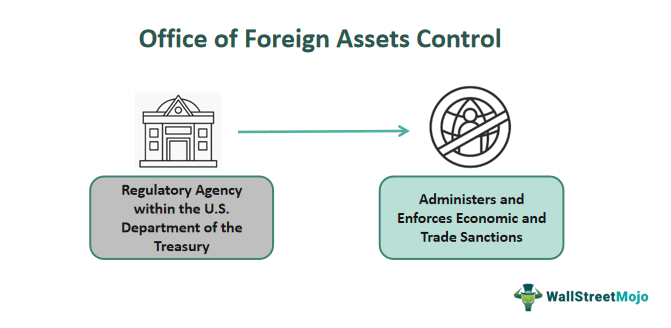 Office of Foreign Assets Control
Regulatory Agency
within the U.S.
Department of the
Treasury
Administers and
Enforces Economic and
Trade Sanctions
WallStreetMojo